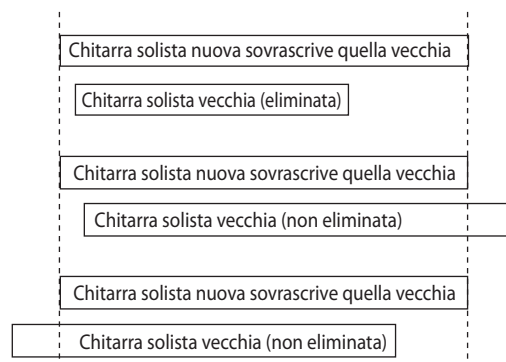 Chitarra solista nuova sovrascrive quella vecchia
Chitarra solista vecchia (eliminata)
Chitarra solista nuova sovrascrive quella vecchia
Chitarra solista vecchia (non eliminata)
Chitarra solista nuova sovrascrive quella vecchia
Chitarra solista vecchia (non eliminata)